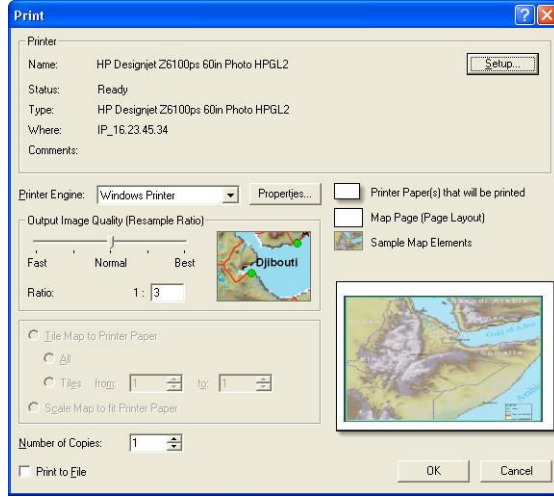 Print
Printer
Name: HP Designjet Z6100ps 60in Photo HPGL2
Setup...
Status: Ready
Type: HP Designjet Z6100ps 60in Photo HPGL2
Where: IP_16.23.45.34
Comments:
Printer Engine: Windows Printer
Properties...
Output Image Quality (Resample Ratio)
Fast Normal Best
Ratio: 1: 3
Djibouti
Printer Paper(s) that will be printed
Map Page (Page Layout)
Sample Map Elements
Tile Map to Printer Paper
All
Tiles from: 1 to: 1
Scale Map to fit Printer Paper
Gulf of Aden
Number of Copies: 1
Print to File
OK Cancel